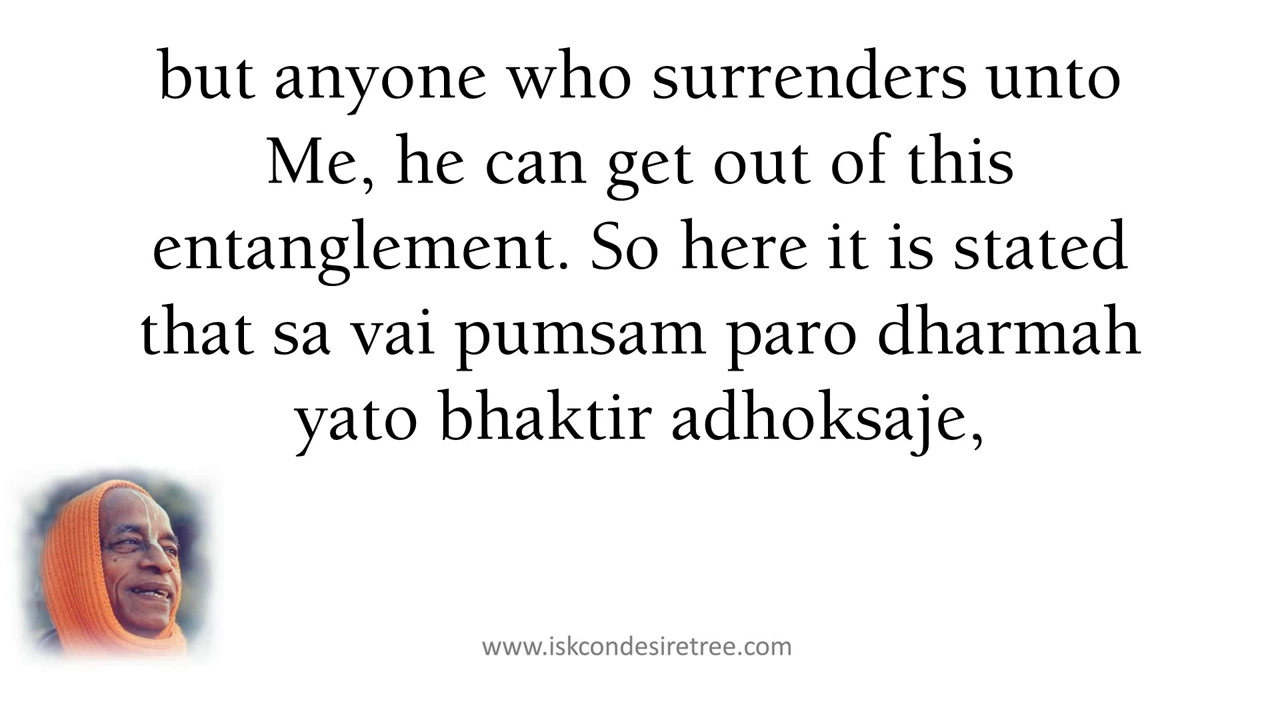 but anyone who surrenders unto
Me, he can get out of this
entanglement. So here it is stated
that sa vai pumsam paro dharmah
yato bhaktir adhoksaje,
www.iskcondesiretree.com